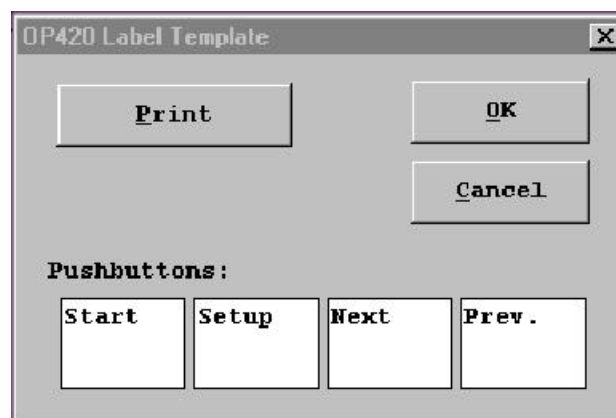 OP420 Label Template
Print
OK
Cancel
Pushbuttons:
Start Setup Next Prev.